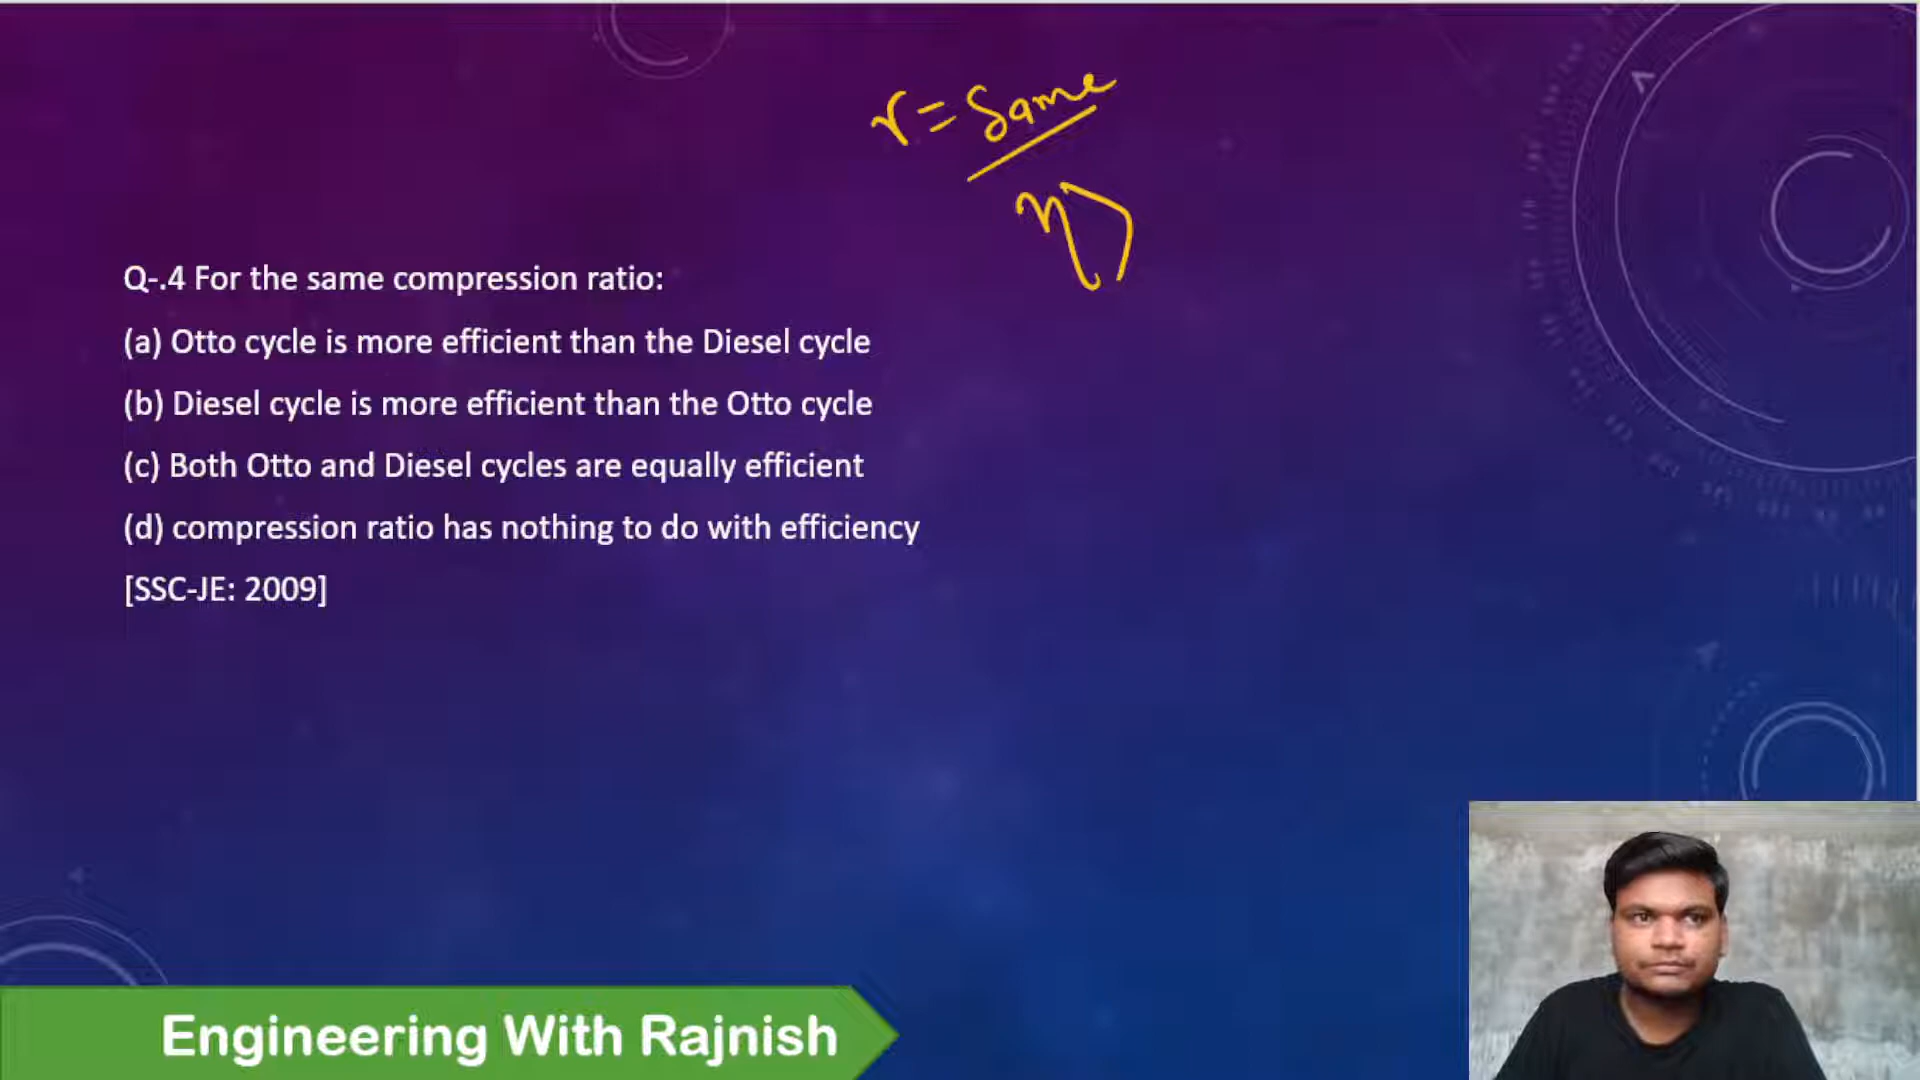 r = Same
η
Q-.4 For the same compression ratio:
(a) Otto cycle is more efficient than the Diesel cycle
(b) Diesel cycle is more efficient than the Otto cycle
(c) Both Otto and Diesel cycles are equally efficient
(d) compression ratio has nothing to do with efficiency
[SSC-JE: 2009]
Engineering With Rajnish